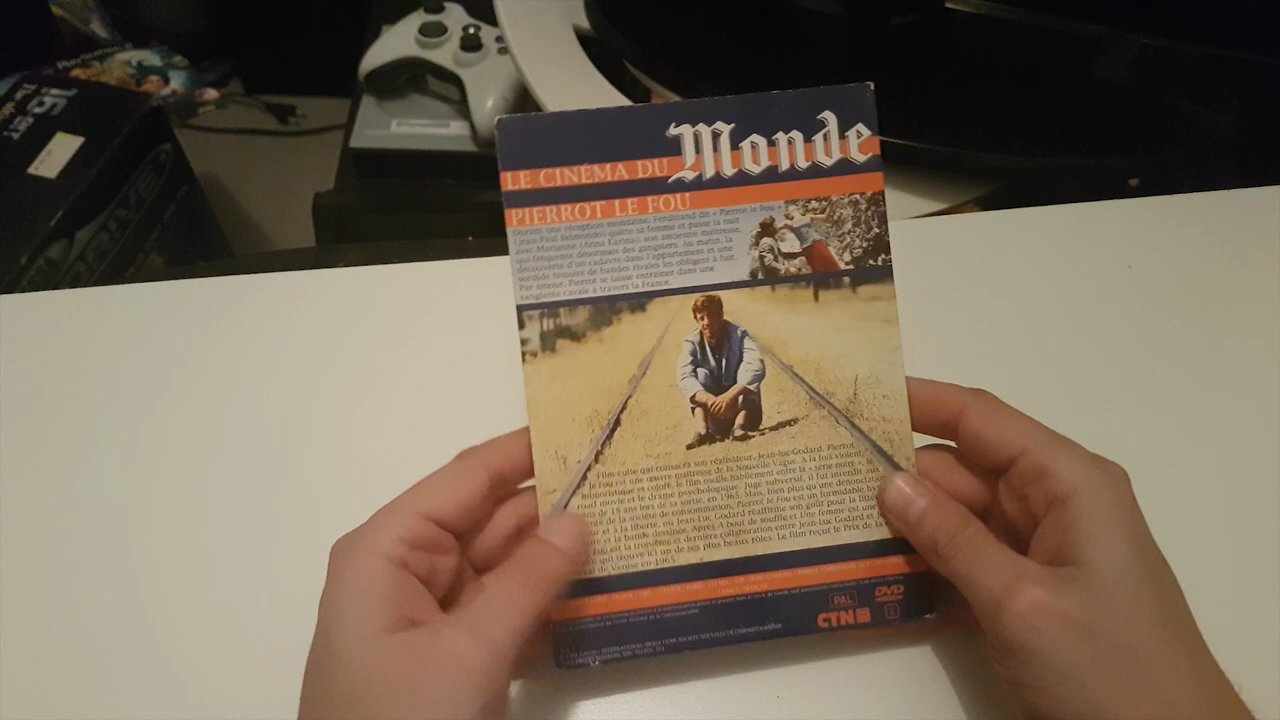 PlayStation 2
16-BIT
LE CINÉMA DU Monde
PIERROT LE FOU
Durant une réception mondaine, Ferdinand dit « Pierrot le Fou »
(Jean-Paul Belmondo) quitte sa femme et passe la nuit
avec Marianne (Anna Karina), son ancienne maîtresse,
qui fréquente désormais des gangsters. Au matin, la
découverte d'un cadavre dans l'appartement et une
sordide histoire de bandes rivales les obligent à fuir.
Par amour, Pierrot se laisse entraîner dans une
sanglante cavale à travers la France.
Film culte qui consacra son réalisateur, Jean-luc Godard, Pierrot
le Fou est une œuvre maîtresse de la Nouvelle Vague. A la fois violent,
humoristique et coloré, le film oscille habilement entre la « série noire », le
road movie et le drame psychologique. Jugé subversif, il fut interdit aux
ans de 18 ans lors de sa sortie, en 1965. Mais, bien plus qu'une dénonciation
de la société de consommation, Pierrot le Fou est un formidable
et à la liberté, où Jean-Luc Godard réaffirme son goût pour la
et la bande dessinée. Après A bout de souffle et Une femme est une
Fou est la troisième et dernière collaboration entre Jean-Luc Godard et
qui trouve ici un de ses plus beaux rôles. Le film reçut le Prix de la
de Venise en 1965.
PAL
DVD
CTN